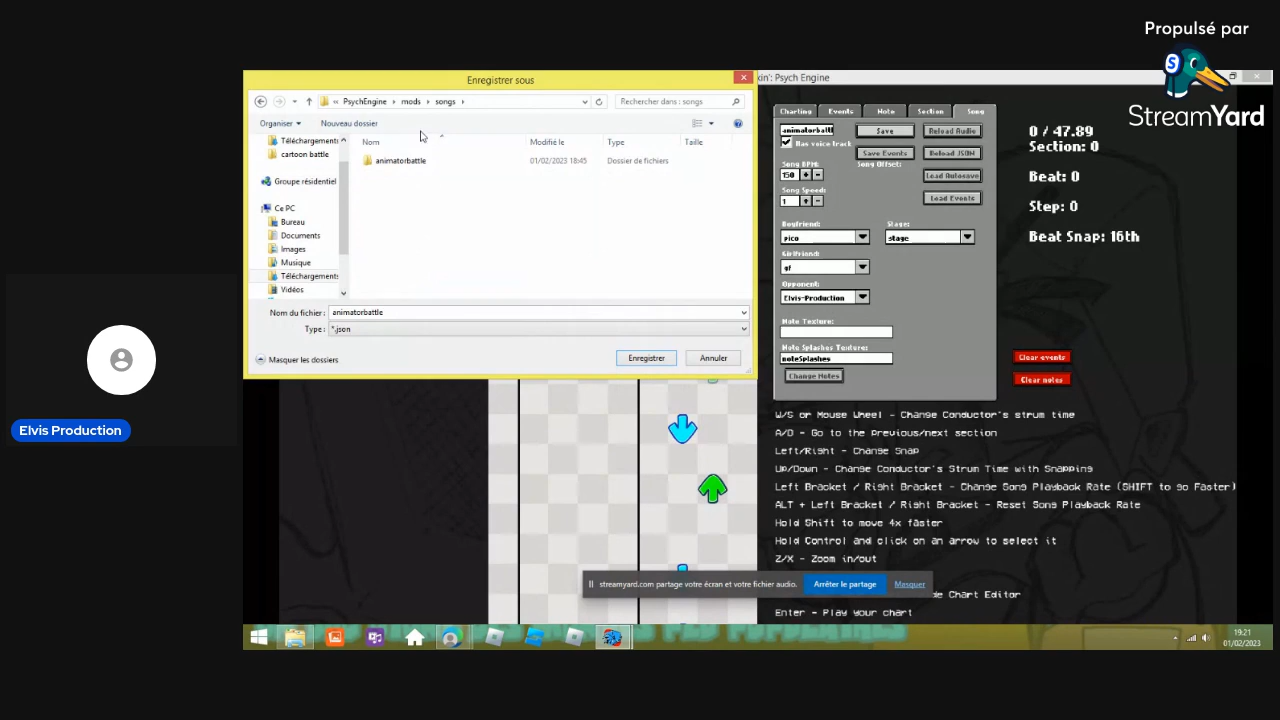 Propulsé par
StreamYard
Enregistrer sous
kin': Psych Engine
PsychEngine mods songs
Rechercher dans : songs
Organiser
Nouveau dossier
Téléchargements
cartoon battle
Groupe résidentiel
Ce PC
Bureau
Documents
Images
Musique
Téléchargements
Vidéos
Nom Modifié le Type Taille
animatorbattle 01/02/2023 18:45 Dossier de fichiers
Nom du fichier : animatorbattle
Type : *.json
Masquer les dossiers
Enregistrer
Annuler
Charting Events Note Section Song
animatorbattl
Save
Reload Audio
Has voice track
Save Events
Reload JSON
Song BPM:
Song Offset:
150
Load Autosave
Song Speed:
1
Load Events
Boyfriend:
Stage:
pico
stage
Girlfriend:
gf
Opponent:
Elvis-Production
Note Texture:
Note Splashes Texture:
noteSplashes
Change Notes
0 / 47.89
Section: 0
Beat: 0
Step: 0
Beat Snap: 16th
Clear events
Clear notes
W/S or Mouse Wheel - Change Conductor's strum time
A/D - Go to the previous/next section
Left/Right - Change Snap
Up/Down - Change Conductor's Strum Time with Snapping
Left Bracket / Right Bracket - Change Song Playback Rate (SHIFT to go Faster)
ALT + Left Bracket / Right Bracket - Reset Song Playback Rate
Hold Shift to move 4x faster
Hold Control and click on an arrow to select it
Z/X - Zoom in/out
streamyard.com partage votre écran et votre fichier audio.
Arrêter le partage
Masquer
de Chart Editor
Enter - Play your chart
Elvis Production
19:21
01/02/2023